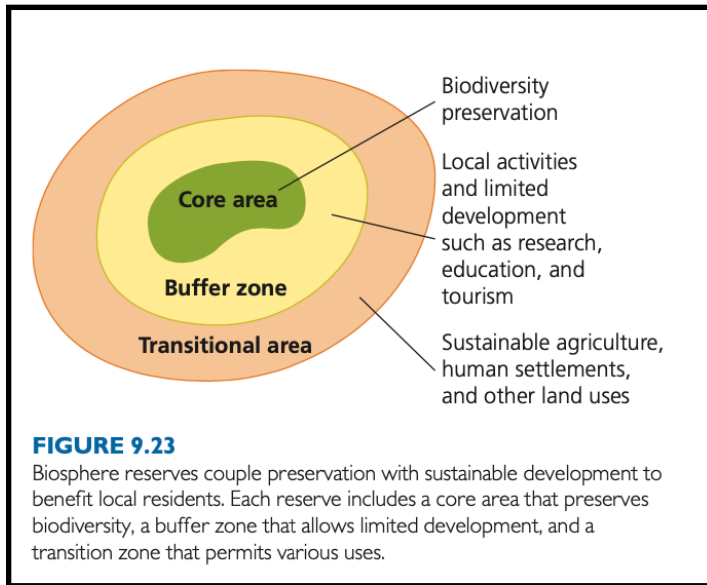 Biodiversity
preservation
Local activities
and limited
development
such as research,
education, and
tourism
Core area
Buffer zone
Transitional area
Sustainable agriculture,
human settlements,
and other land uses
FIGURE 9.23
Biosphere reserves couple preservation with sustainable development to
benefit local residents. Each reserve includes a core area that preserves
biodiversity, a buffer zone that allows limited development, and a
transition zone that permits various uses.